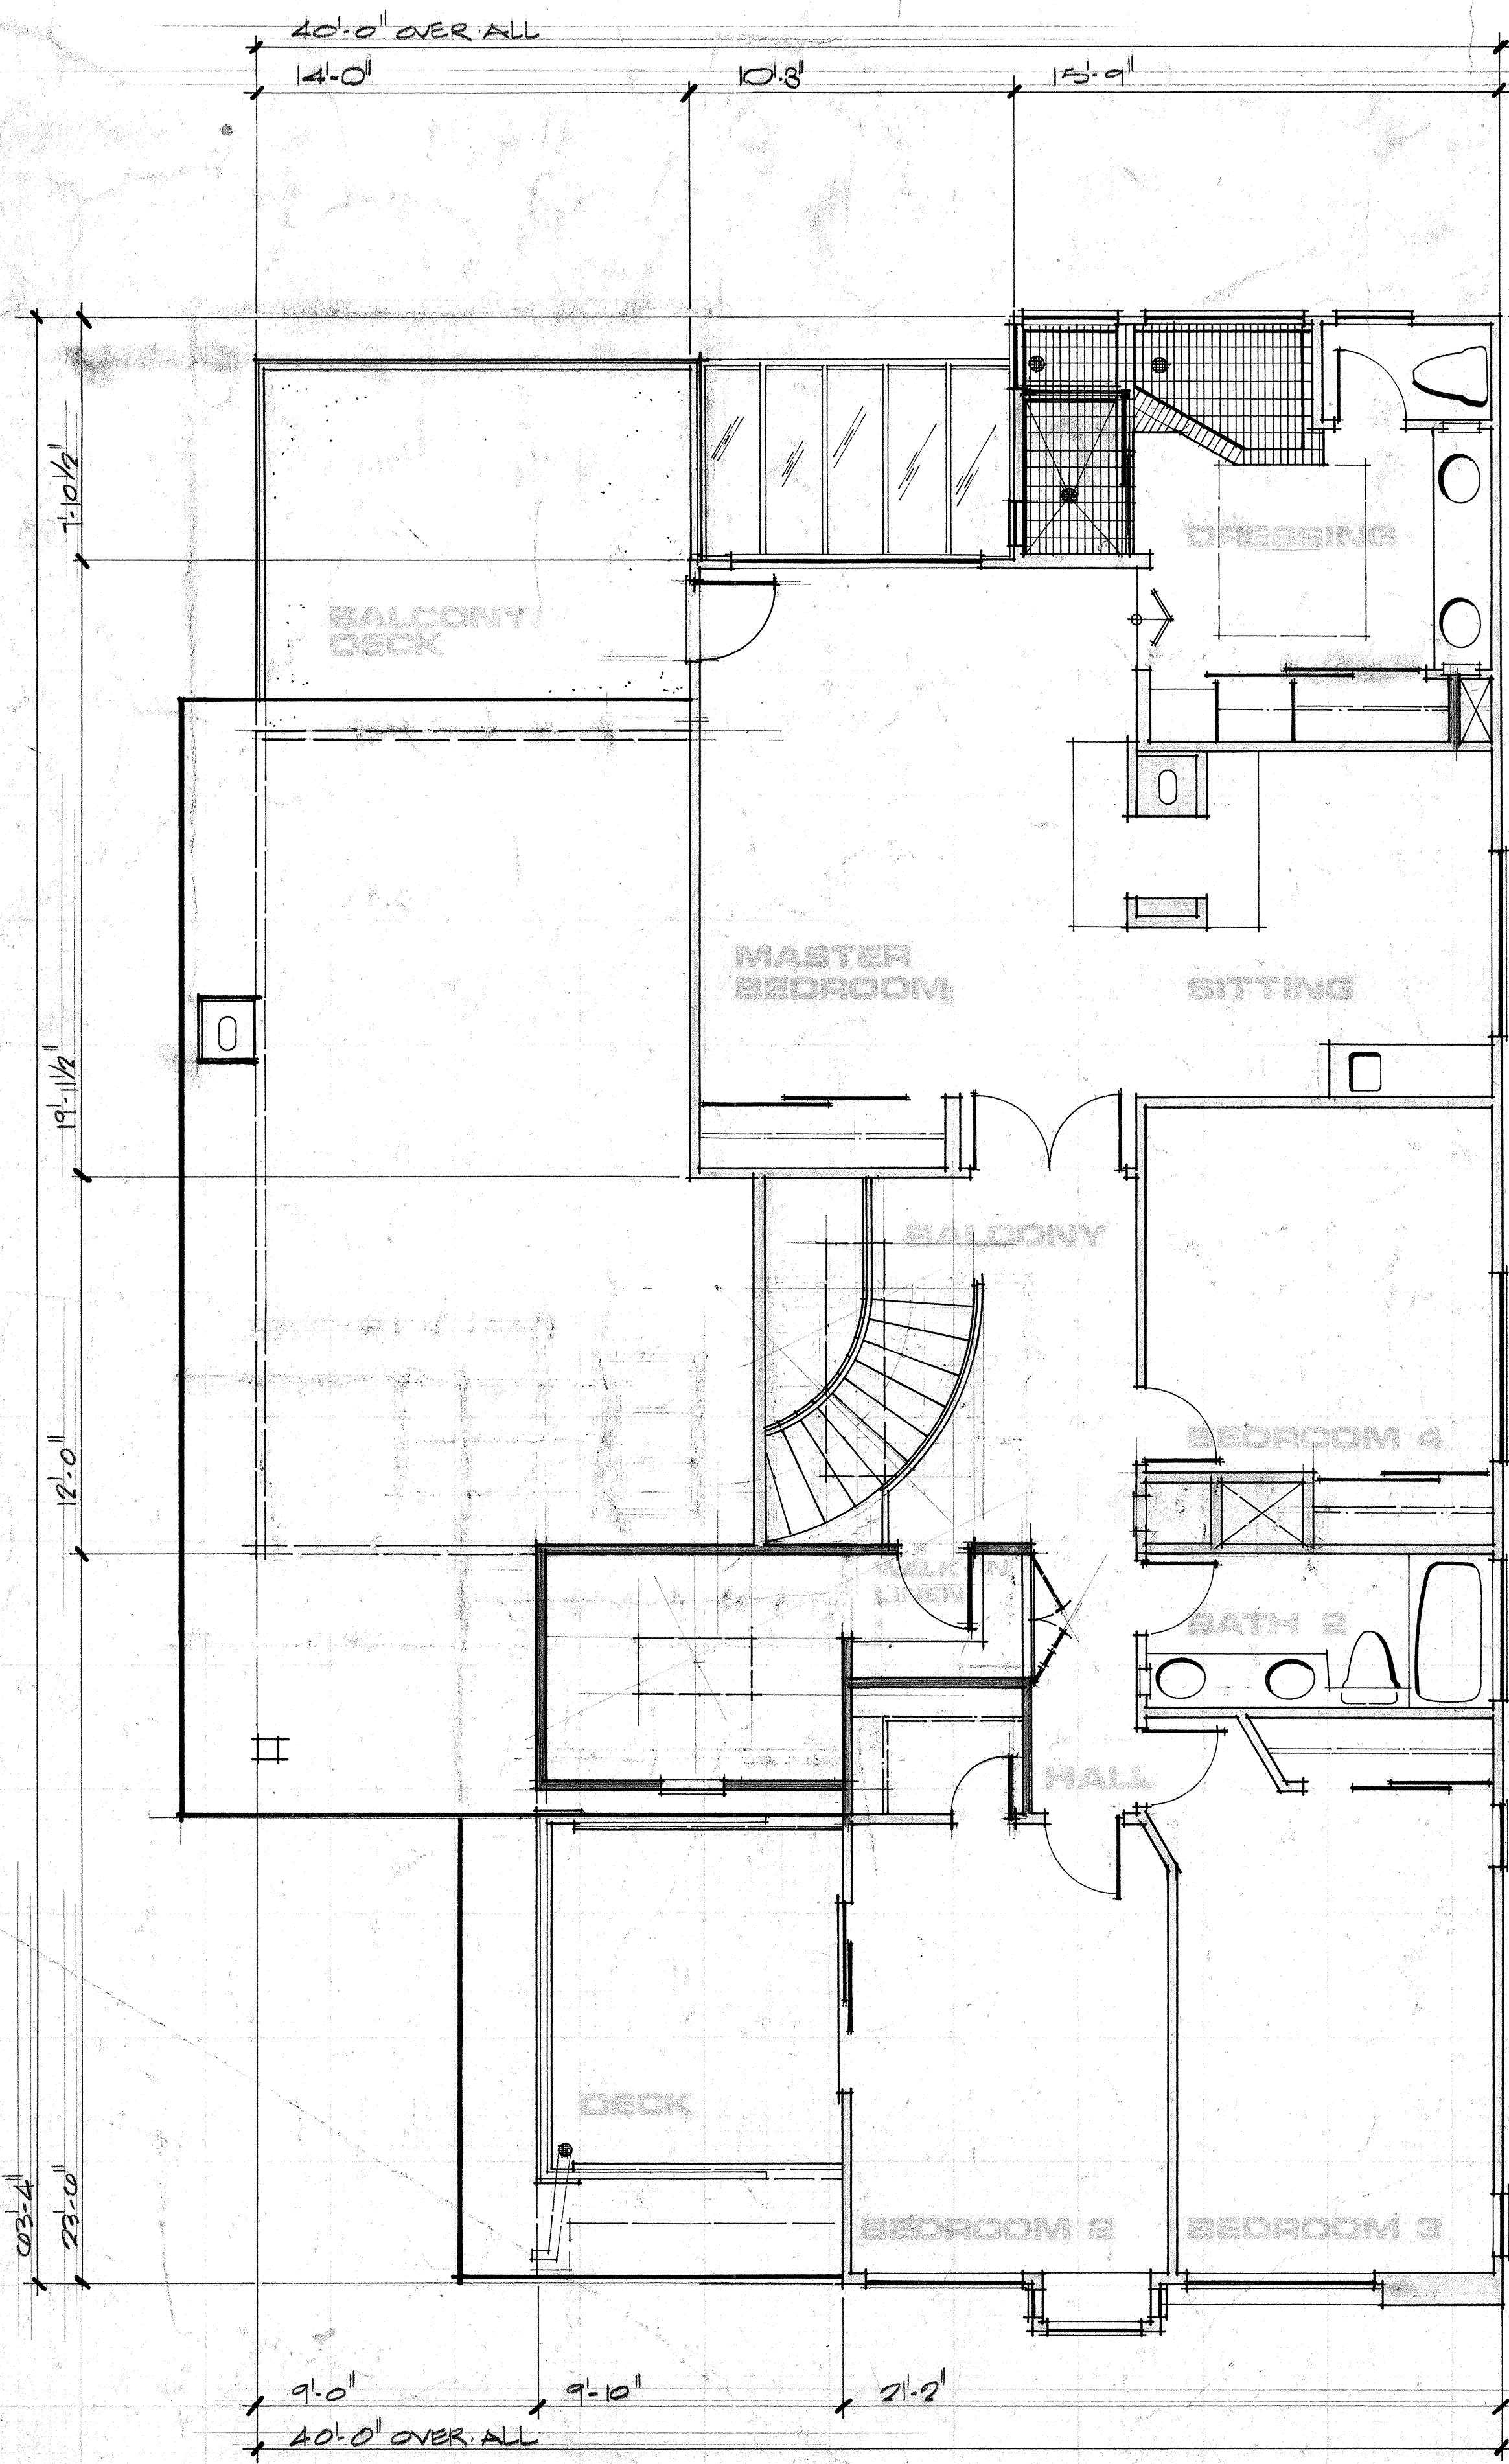 40'-0" OVER.ALL
14'-0"
10'-3"
15'-9"
7'-10 1/2"
DRESSING
BALCONY/
DECK
MASTER
BEDROOM
SITTING
19'-11 1/2"
BALCONY
BEDROOM 4
12'-0"
WALK IN
LINEN
BATH 2
HALL
DECK
63'-4"
23'-6"
BEDROOM 2
BEDROOM 3
9'-0"
9'-10"
21'-2"
40'-0" OVER.ALL